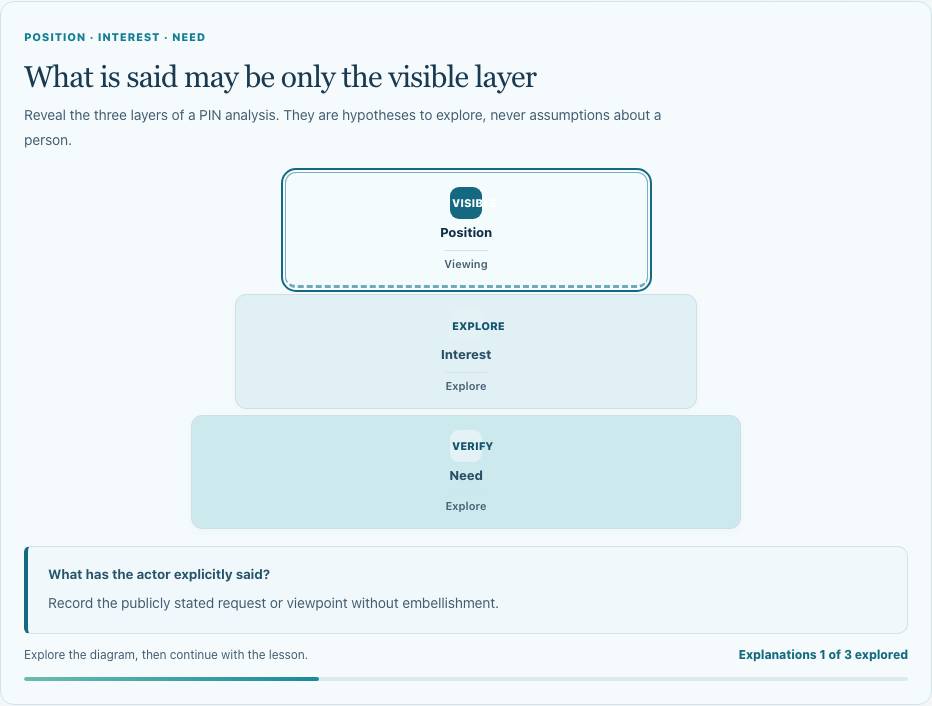 POSITION · INTEREST · NEED
What is said may be only the visible layer
Reveal the three layers of a PIN analysis. They are hypotheses to explore, never assumptions about a
person.
VISIBLE
Position
Viewing
EXPLORE
Interest
Explore
VERIFY
Need
Explore
What has the actor explicitly said?
Record the publicly stated request or viewpoint without embellishment.
Explore the diagram, then continue with the lesson.
Explanations 1 of 3 explored